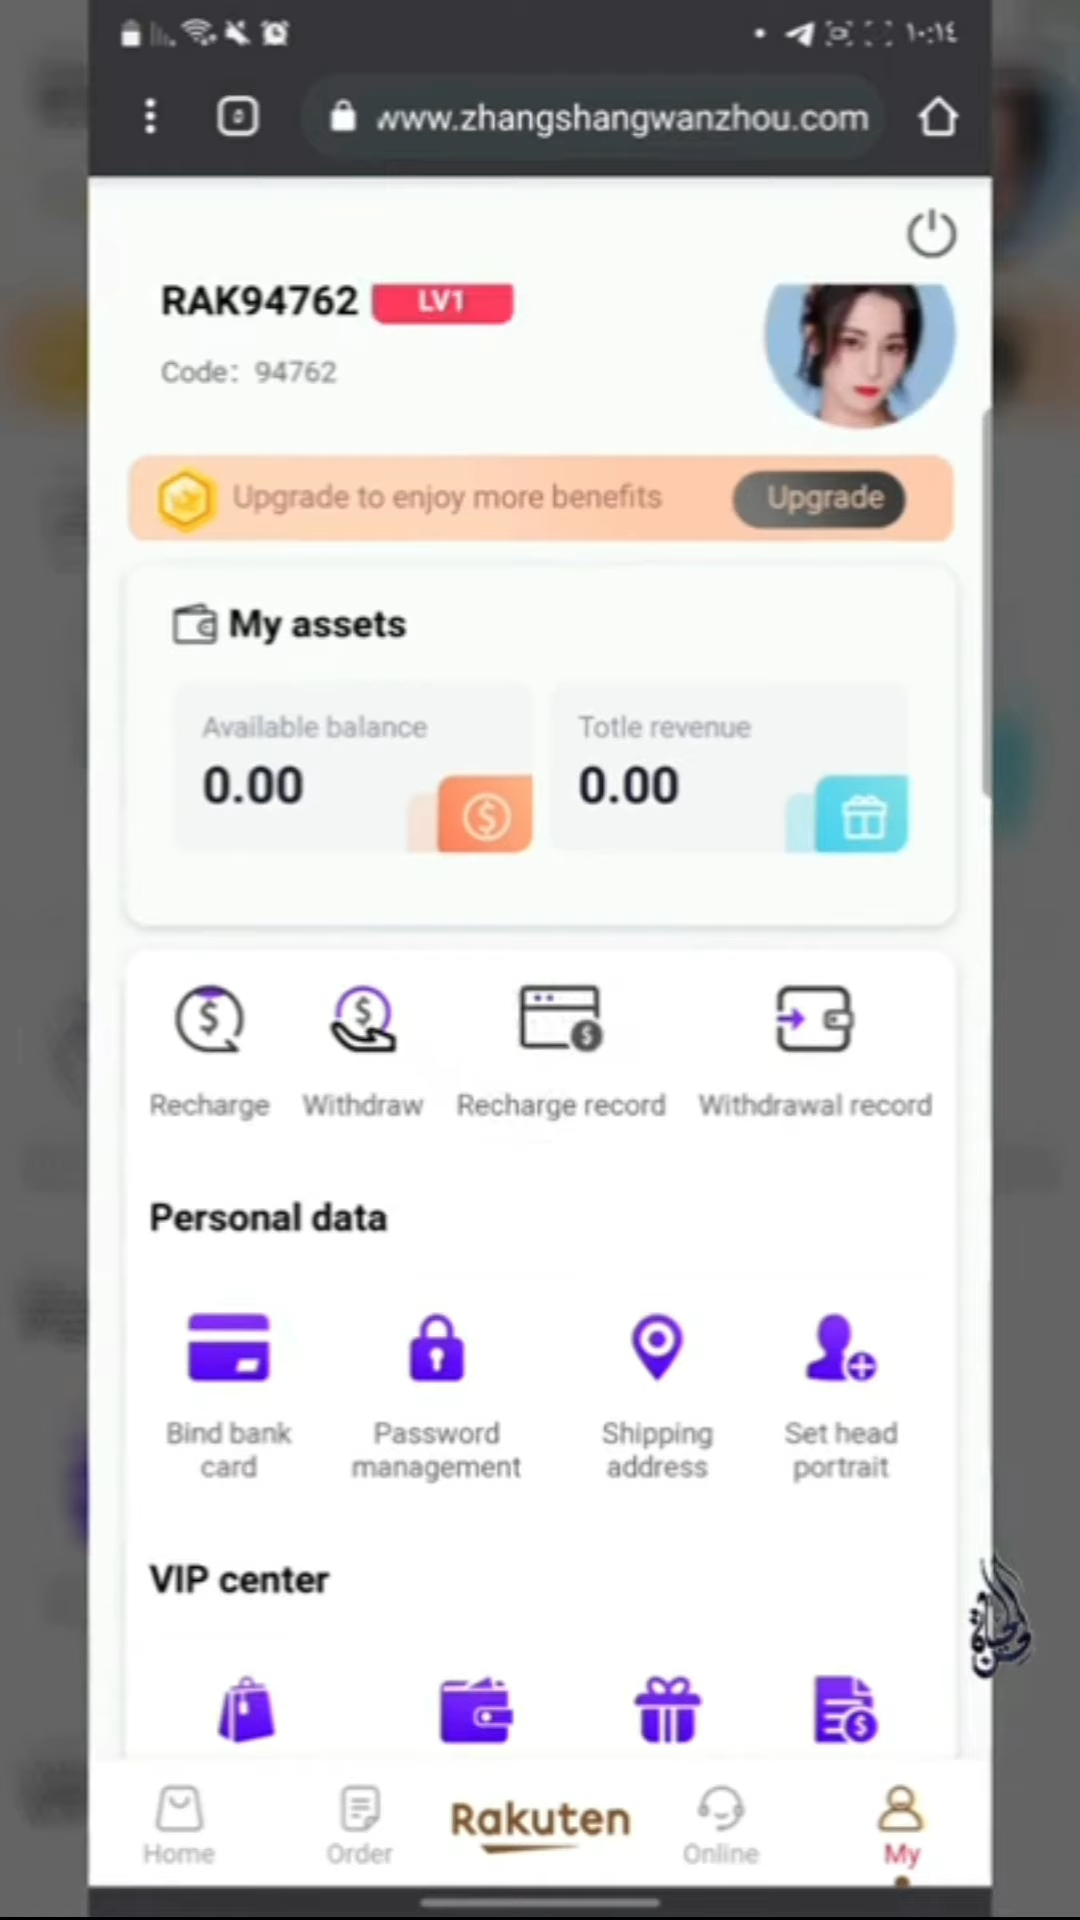 ١٠:١٤
www.zhangshangwanzhou.com
RAK94762 LV1
Code: 94762
Upgrade to enjoy more benefits Upgrade
My assets
Available balance Totle revenue
0.00 0.00
Recharge Withdraw Recharge record Withdrawal record
Personal data
Bind bank card
Password management
Shipping address
Set head portrait
VIP center
Home Order Rakuten Online My